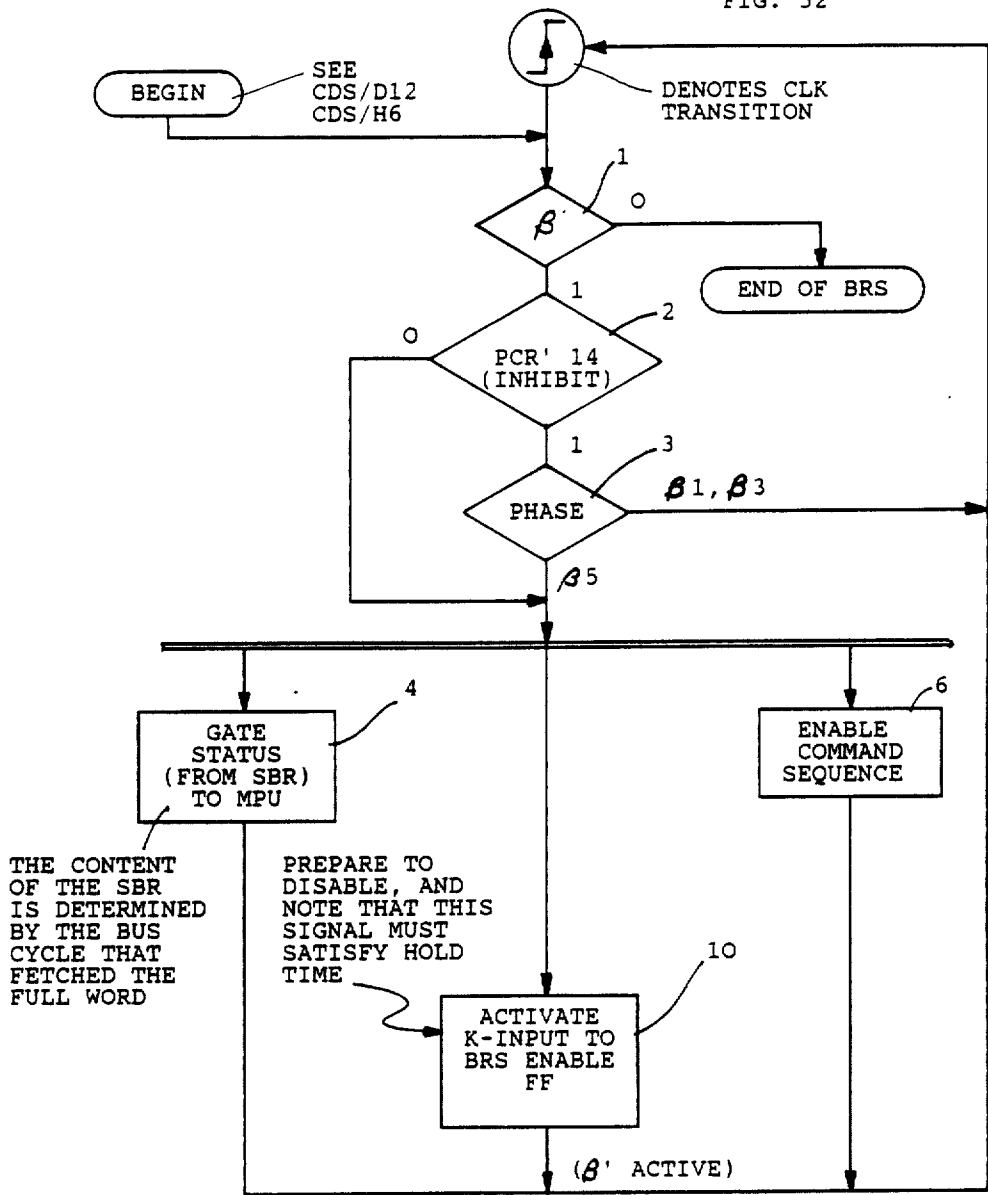 FIG. 52
BEGIN
SEE
CDS/D12
CDS/H6
DENOTES CLK
TRANSITION
1
β'
0
END OF BRS
1
2
0
PCR' 14
(INHIBIT)
1
3
PHASE
β1, β3
β5
4
GATE
STATUS
(FROM SBR)
TO MPU
6
ENABLE
COMMAND
SEQUENCE
THE CONTENT
OF THE SBR
IS DETERMINED
BY THE BUS
CYCLE THAT
FETCHED THE
FULL WORD
PREPARE TO
DISABLE, AND
NOTE THAT THIS
SIGNAL MUST
SATISFY HOLD
TIME
10
ACTIVATE
K-INPUT TO
BRS ENABLE
FF
(β' ACTIVE)